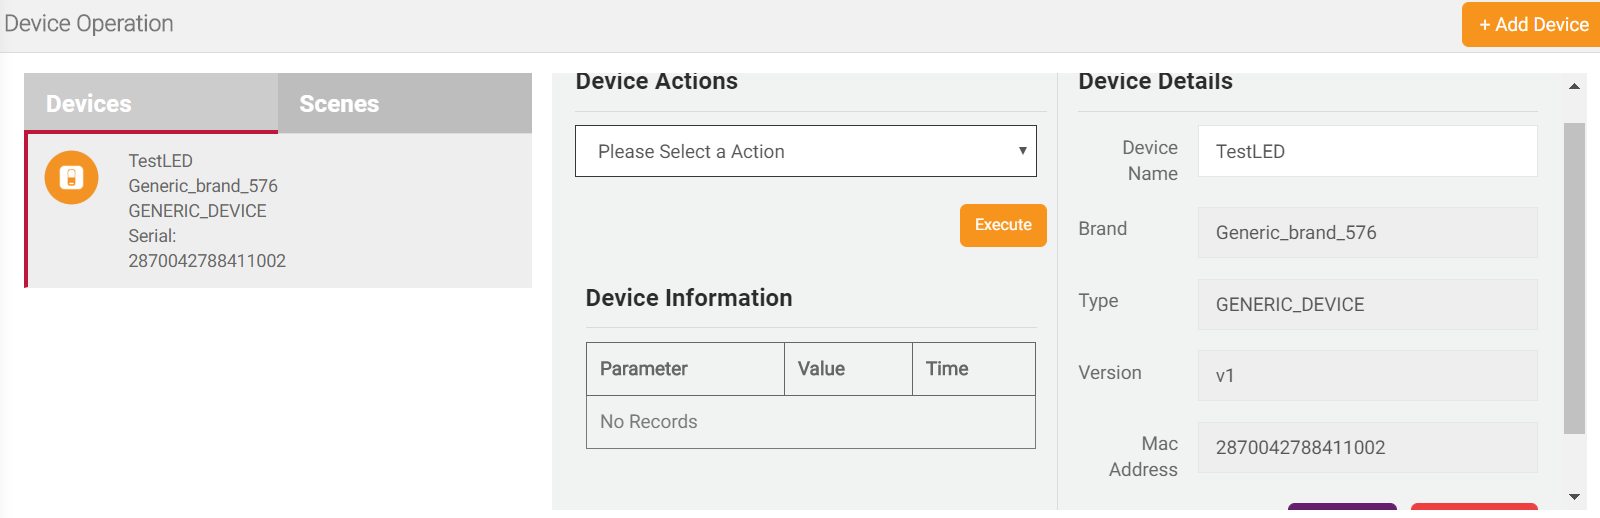 Device Operation
+ Add Device
Devices
Scenes
TestLED
Generic_brand_576
GENERIC_DEVICE
Serial:
2870042788411002
Device Actions
Please Select a Action
Execute
Device Information
Parameter Value Time
No Records
Device Details
Device
Name
TestLED
Brand
Generic_brand_576
Type
GENERIC_DEVICE
Version
v1
Mac
Address
2870042788411002